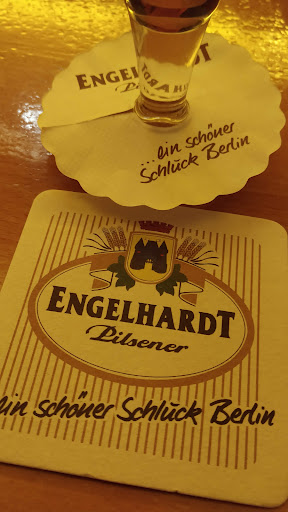 ENGELHARDT
Pilsener
...ein schöner
Schlück Berlin
ENGELHARDT
Pilsener
ein schöner Schlück Berlin